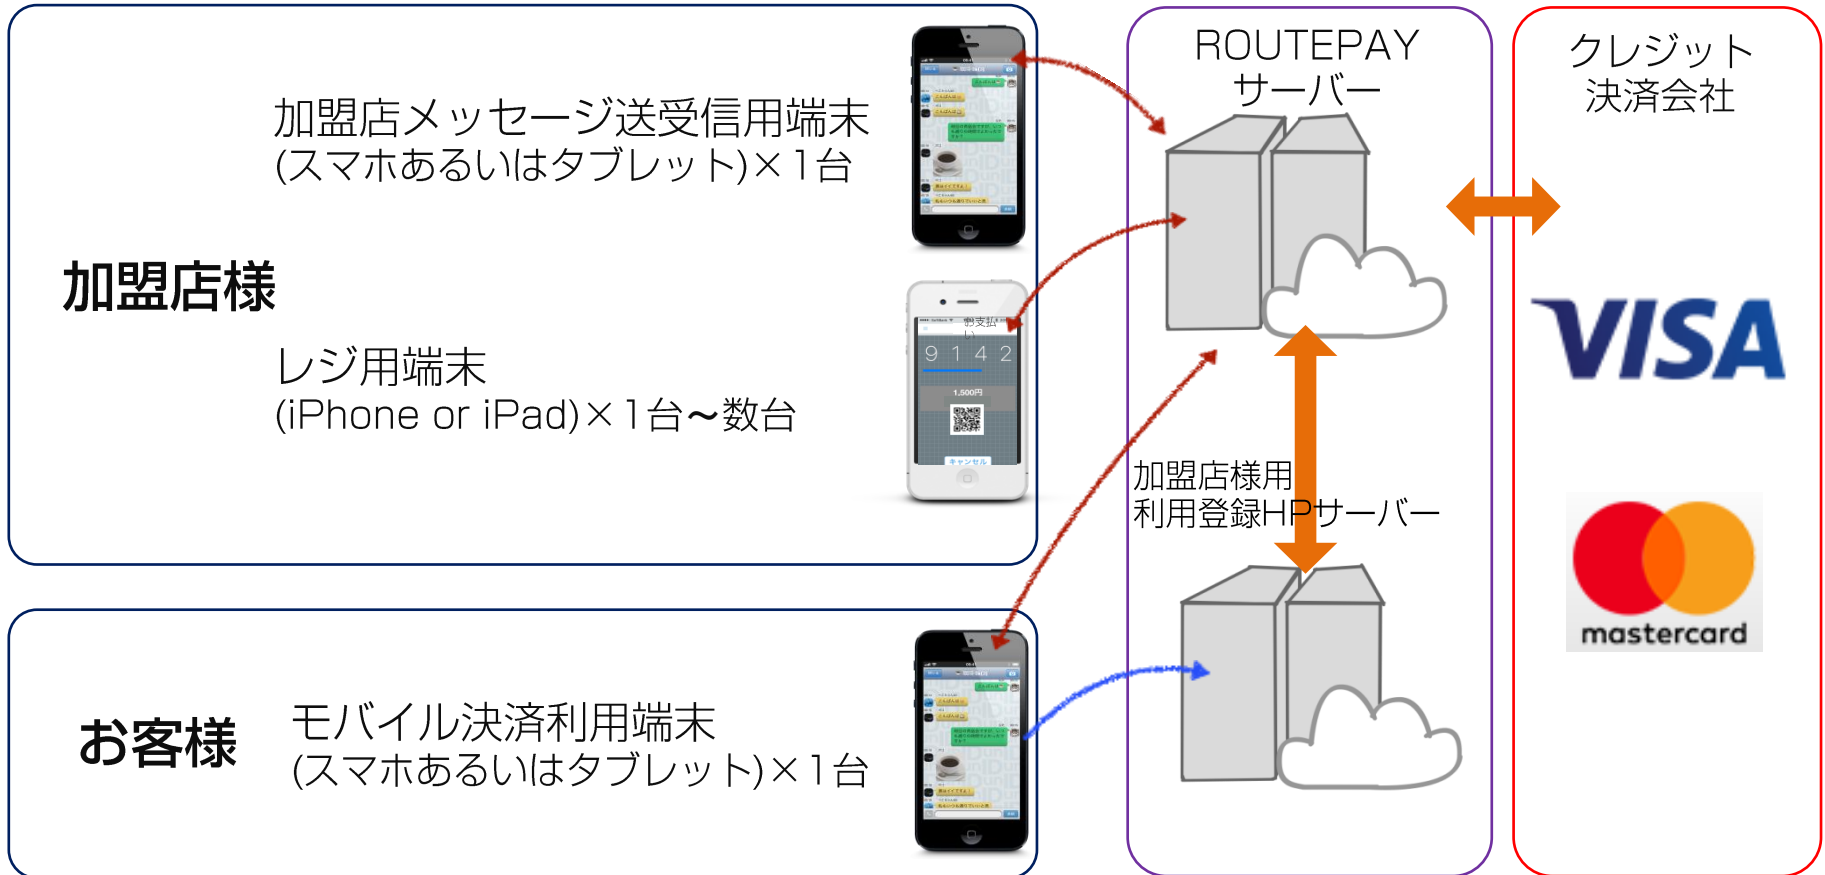 加盟店メッセージ送受信用端末
(スマホあるいはタブレット)×1台
加盟店様
レジ用端末
(iPhone or iPad)×1台～数台
お支払
い
9 1 4 2
1,500円
キャンセル
お客様
モバイル決済利用端末
(スマホあるいはタブレット)×1台
ROUTEPAY
サーバー
加盟店様用
利用登録HPサーバー
クレジット
決済会社
VISA
mastercard